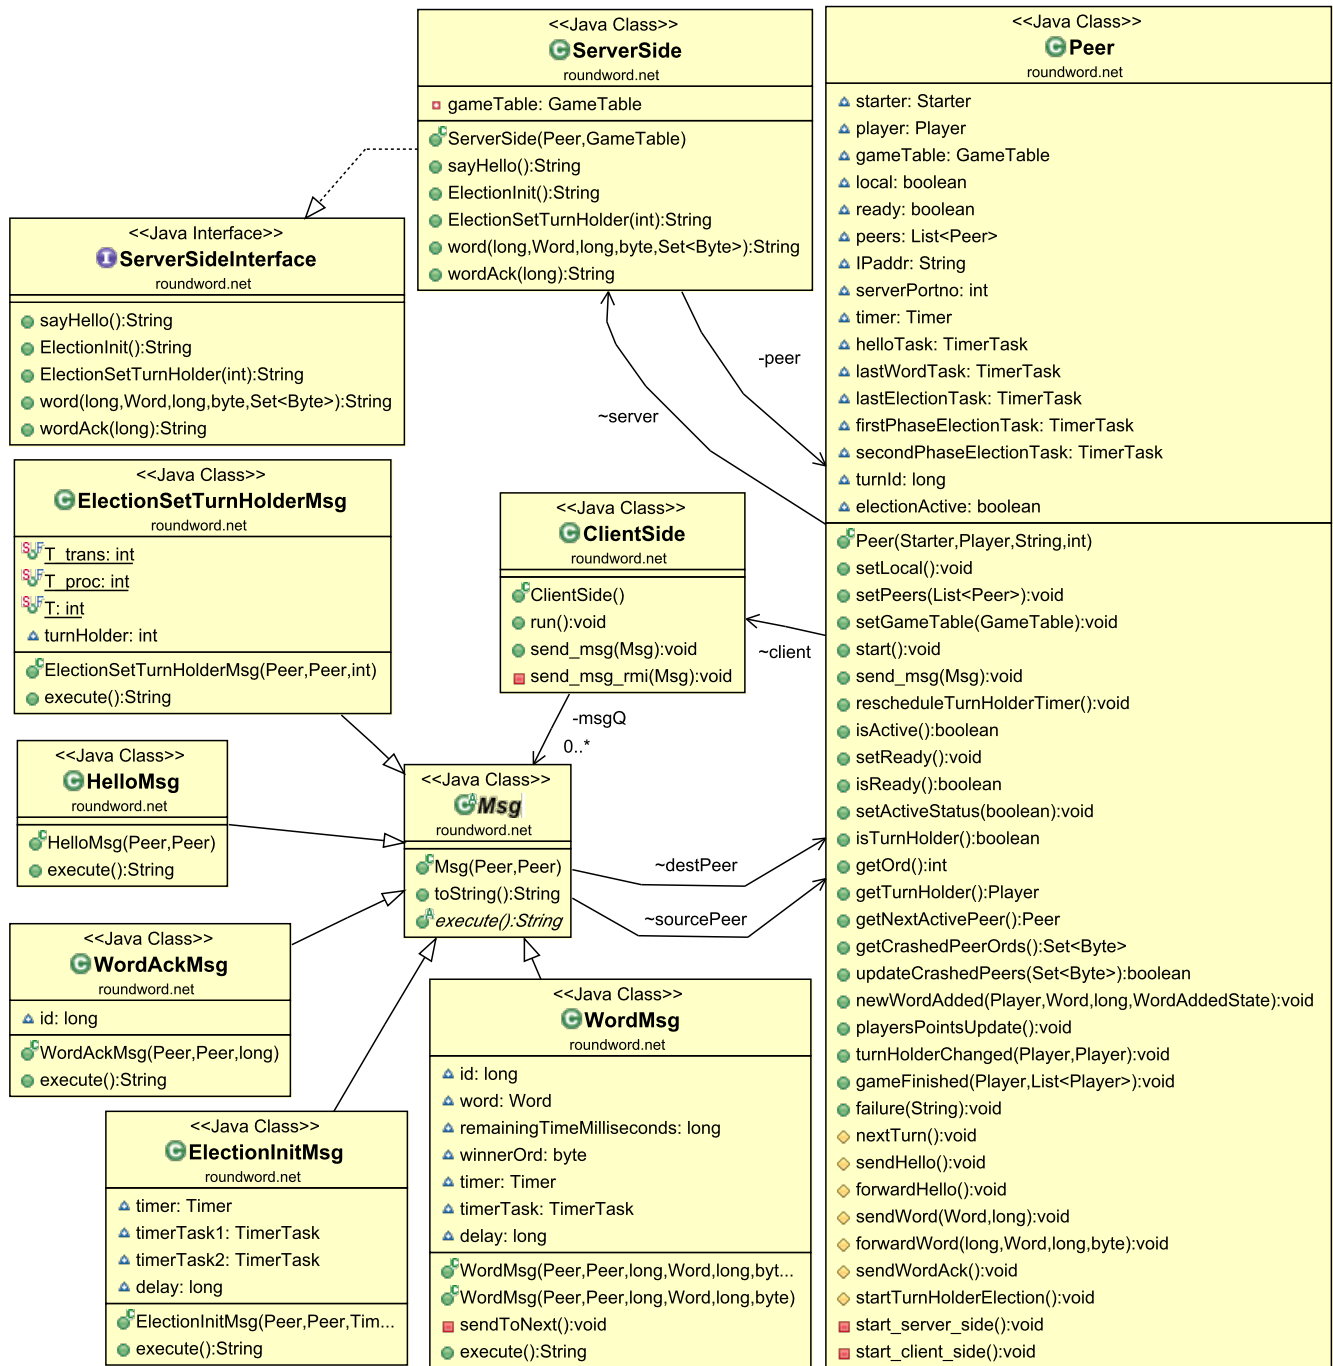 <<Java Class>>
ServerSide
roundword.net
gameTable: GameTable
ServerSide(Peer,GameTable)
sayHello():String
ElectionInit():String
ElectionSetTurnHolder(int):String
word(long,Word,long,byte,Set<Byte>):String
wordAck(long):String
<<Java Class>>
Peer
roundword.net
starter: Starter
player: Player
gameTable: GameTable
local: boolean
ready: boolean
peers: List<Peer>
IPaddr: String
serverPortno: int
timer: Timer
helloTask: TimerTask
lastWordTask: TimerTask
lastElectionTask: TimerTask
firstPhaseElectionTask: TimerTask
secondPhaseElectionTask: TimerTask
turnId: long
electionActive: boolean
Peer(Starter,Player,String,int)
setLocal():void
setPeers(List<Peer>):void
setGameTable(GameTable):void
start():void
send_msg(Msg):void
rescheduleTurnHolderTimer():void
isActive():boolean
setReady():void
isReady():boolean
setActiveStatus(boolean):void
isTurnHolder():boolean
getOrd():int
getTurnHolder():Player
getNextActivePeer():Peer
getCrashedPeerOrds():Set<Byte>
updateCrashedPeers(Set<Byte>):boolean
newWordAdded(Player,Word,long,WordAddedState):void
playersPointsUpdate():void
turnHolderChanged(Player,Player):void
gameFinished(Player,List<Player>):void
failure(String):void
nextTurn():void
sendHello():void
forwardHello():void
sendWord(Word,long):void
forwardWord(long,Word,long,byte):void
sendWordAck():void
startTurnHolderElection():void
start_server_side():void
start_client_side():void
<<Java Interface>>
ServerSideInterface
roundword.net
sayHello():String
ElectionInit():String
ElectionSetTurnHolder(int):String
word(long,Word,long,byte,Set<Byte>):String
wordAck(long):String
-peer
~server
<<Java Class>>
ElectionSetTurnHolderMsg
roundword.net
T_trans: int
T_proc: int
T: int
turnHolder: int
ElectionSetTurnHolderMsg(Peer,Peer,int)
execute():String
<<Java Class>>
ClientSide
roundword.net
ClientSide()
run():void
send_msg(Msg):void
send_msg_rmi(Msg):void
~client
-msgQ
0..*
<<Java Class>>
HelloMsg
roundword.net
HelloMsg(Peer,Peer)
execute():String
<<Java Class>>
Msg
roundword.net
Msg(Peer,Peer)
toString():String
execute():String
~destPeer
~sourcePeer
<<Java Class>>
WordAckMsg
roundword.net
id: long
WordAckMsg(Peer,Peer,long)
execute():String
<<Java Class>>
WordMsg
roundword.net
id: long
word: Word
remainingTimeMilliseconds: long
winnerOrd: byte
timer: Timer
timerTask: TimerTask
delay: long
WordMsg(Peer,Peer,long,Word,long,byt...
WordMsg(Peer,Peer,long,Word,long,byte)
sendToNext():void
execute():String
<<Java Class>>
ElectionInitMsg
roundword.net
timer: Timer
timerTask1: TimerTask
timerTask2: TimerTask
delay: long
ElectionInitMsg(Peer,Peer,Tim...
execute():String